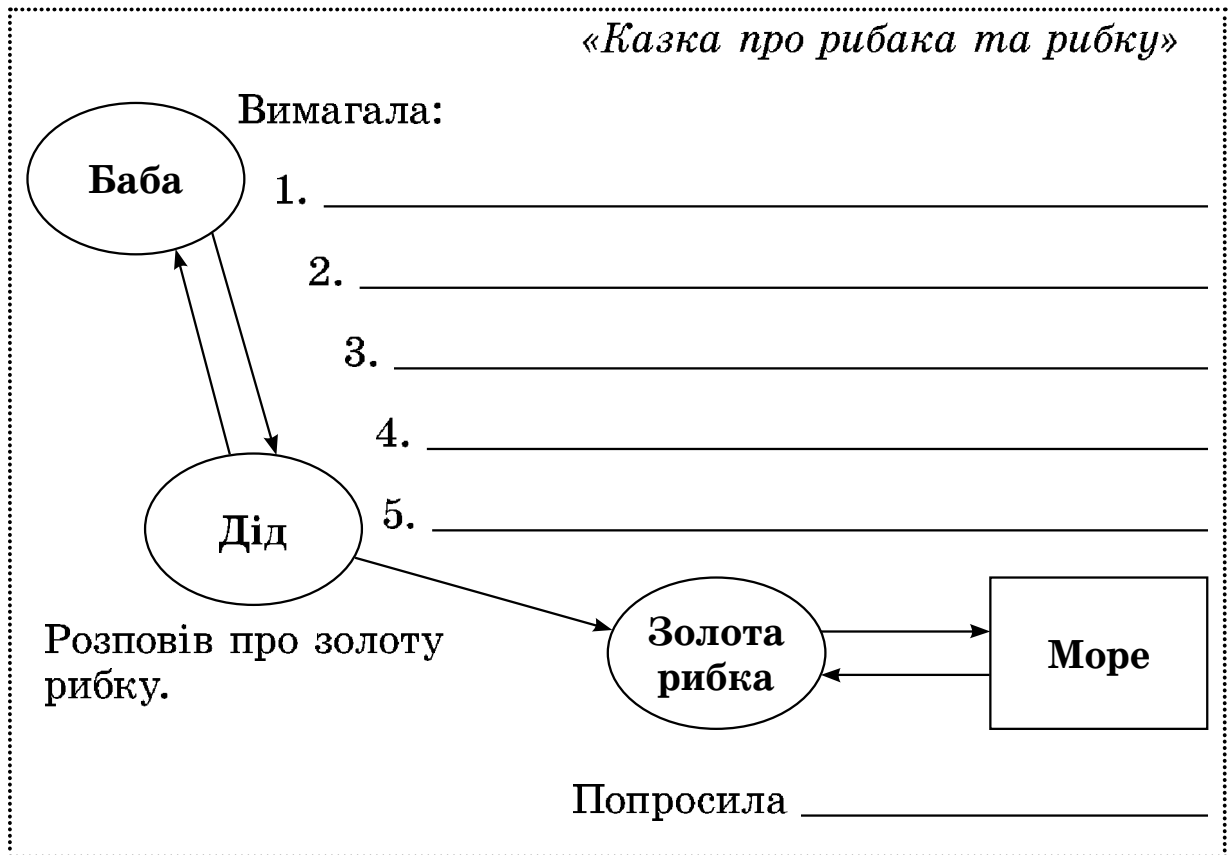 «Казка про рибака та рибку»
Вимагала:
Баба
1.
2.
3.
4.
5.
Дід
Розповів про золоту
рибку.
Золота
рибка
Море
Попросила